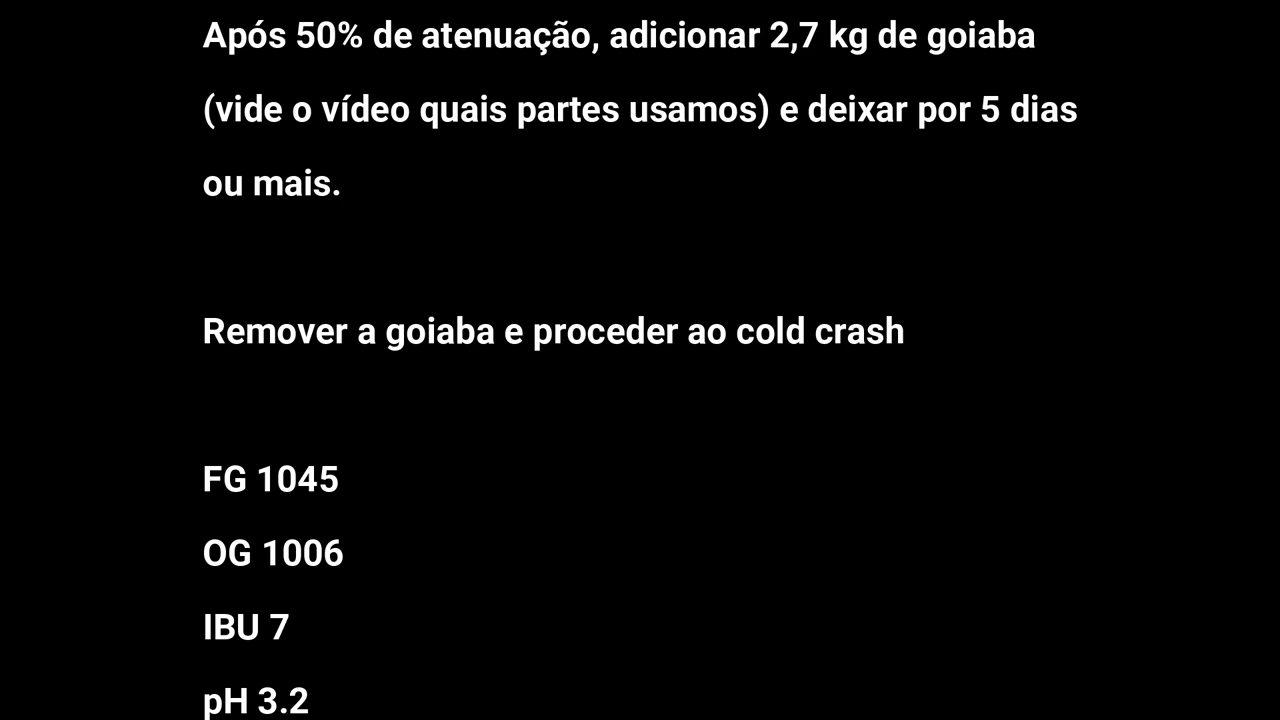 Após 50% de atenuação, adicionar 2,7 kg de goiaba
(vide o vídeo quais partes usamos) e deixar por 5 dias
ou mais.
Remover a goiaba e proceder ao cold crash
FG 1045
OG 1006
IBU 7
pH 3.2